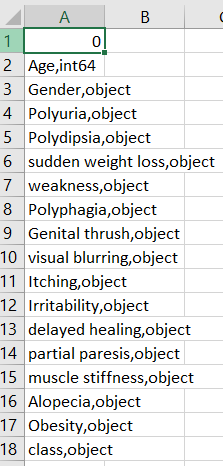 A B
1 0
2 Age,int64
3 Gender,object
4 Polyuria,object
5 Polydipsia,object
6 sudden weight loss,object
7 weakness,object
8 Polyphagia,object
9 Genital thrush,object
10 visual blurring,object
11 Itching,object
12 Irritability,object
13 delayed healing,object
14 partial paresis,object
15 muscle stiffness,object
16 Alopecia,object
17 Obesity,object
18 class,object